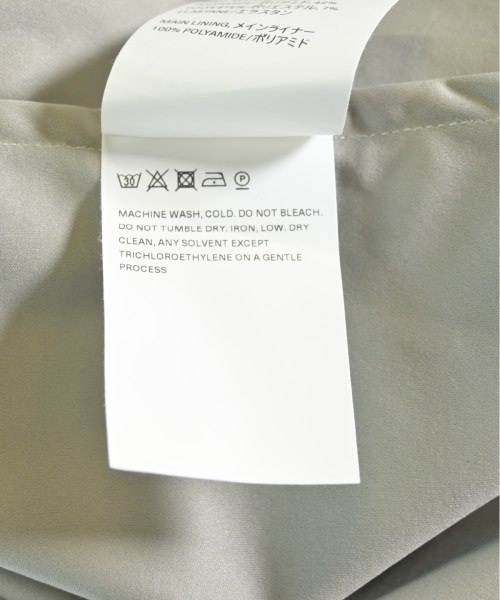 MAIN LINING, メインライナー
100% POLYAMIDE/ポリアミド
30
P
MACHINE WASH, COLD. DO NOT BLEACH.
DO NOT TUMBLE DRY. IRON, LOW. DRY
CLEAN, ANY SOLVENT EXCEPT
TRICHLOROETHYLENE ON A GENTLE
PROCESS